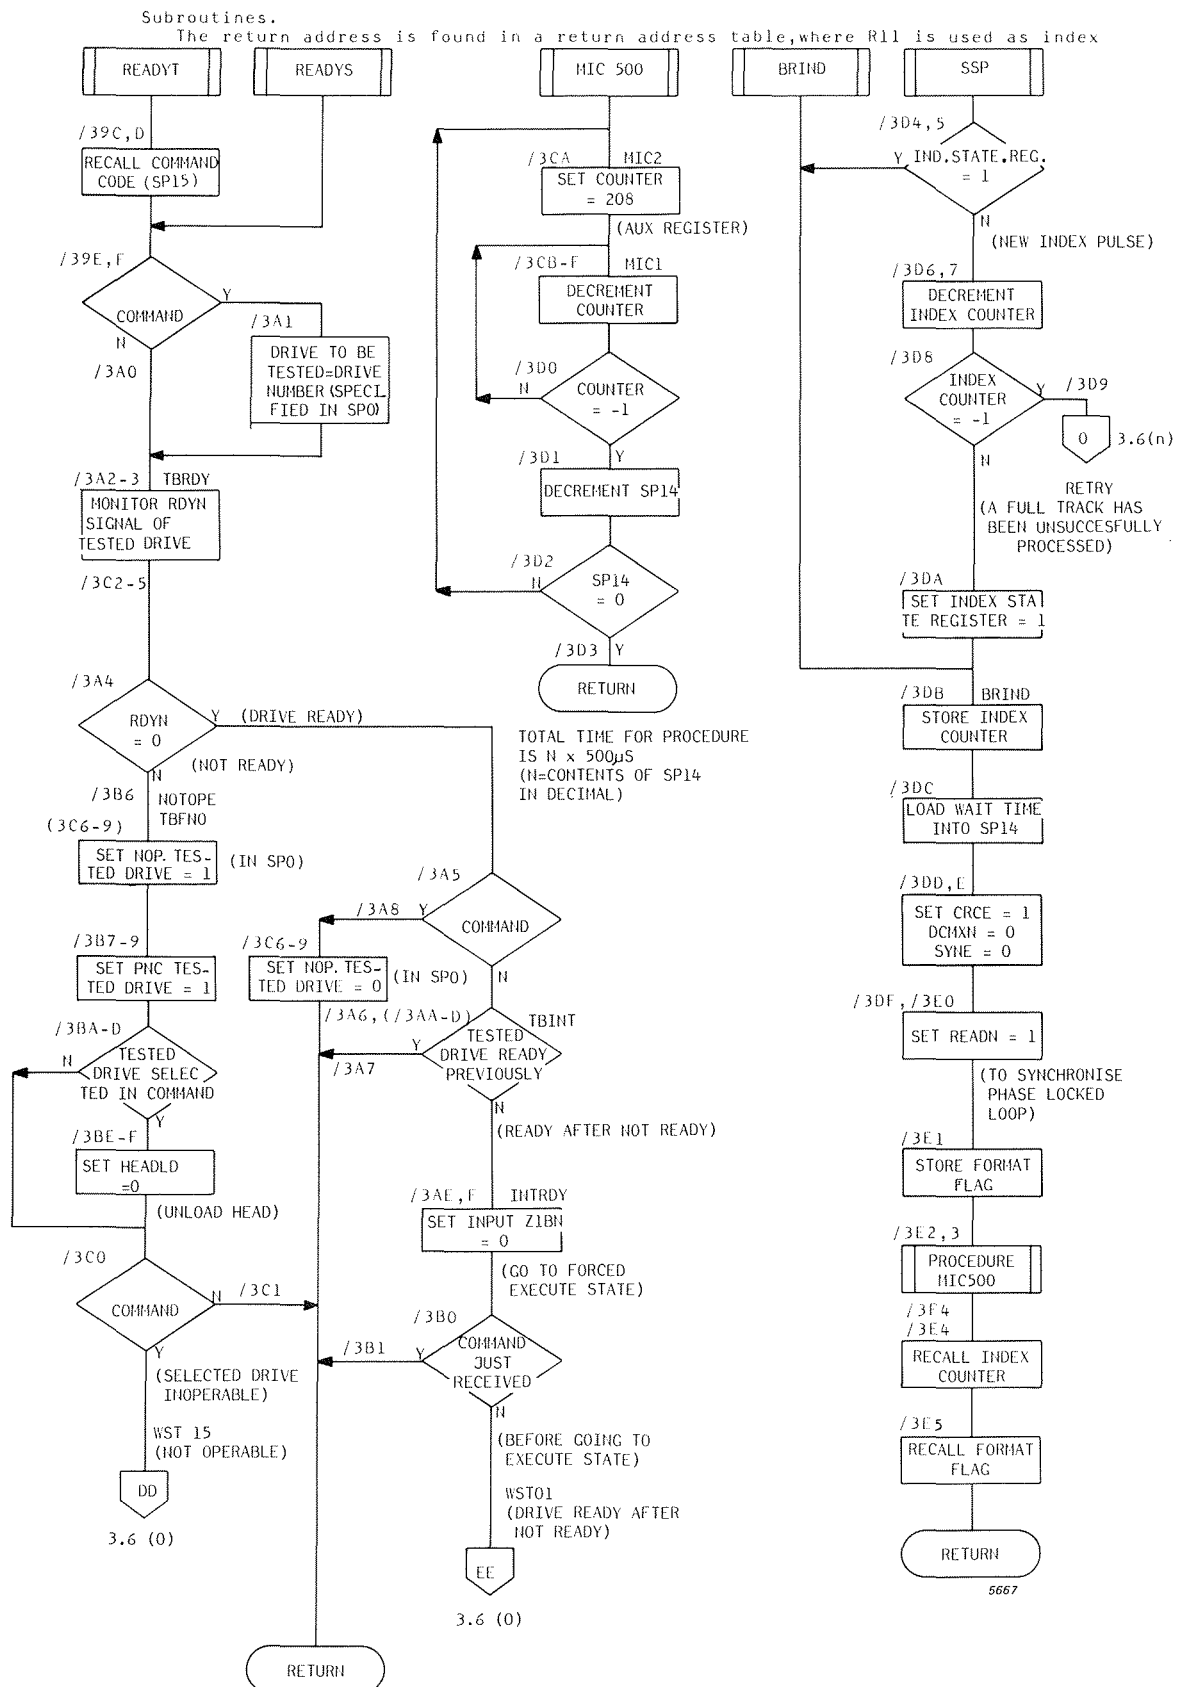 Subroutines.
The return address is found in a return address table,where R11 is used as index
READYT
READYS
MIC 500
BRIND
SSP
/39C,D
RECALL COMMAND
CODE (SP15)
/39E,F
COMMAND
Y
N
/3A0
/3A1
DRIVE TO BE
TESTED=DRIVE
NUMBER (SPECI
FIED IN SPO)
/3A2-3 TBRDY
MONITOR RDYN
SIGNAL OF
TESTED DRIVE
/3C2-5
/3A4
RDYN
= 0
Y (DRIVE READY)
(NOT READY)
N
/3B6 NOTOPE
TBFNO
(3C6-9)
SET NOP. TES-
TED DRIVE = 1
(IN SPO)
/3B7-9
SET PNC TES-
TED DRIVE = 1
/3BA-D
N
TESTED
DRIVE SELEC
TED IN COMMAND
Y
/3BE-F
SET HEADLD
=0
(UNLOAD HEAD)
/3C0
COMMAND
N /3C1
Y
(SELECTED DRIVE
INOPERABLE)
WST 15
(NOT OPERABLE)
DD
3.6 (0)
/3A5
COMMAND
/3A8 Y
N
/3C6-9
SET NOP. TES-
TED DRIVE = 0
(IN SPO)
/3A6,(/3AA-D)
TBINT
TESTED
DRIVE READY
PREVIOUSLY
Y
/3A7
N
(READY AFTER NOT READY)
/3AE,F INTRDY
SET INPUT Z1BN
= 0
(GO TO FORCED
EXECUTE STATE)
/3B0
COMMAND
JUST
RECEIVED
/3B1 Y
N
(BEFORE GOING TO
EXECUTE STATE)
WST01
(DRIVE READY AFTER
NOT READY)
EE
3.6 (0)
RETURN
/3CA MIC2
SET COUNTER
= 208
(AUX REGISTER)
/3CB-F MIC1
DECREMENT
COUNTER
/3D0
N
COUNTER
= -1
Y
/3D1
DECREMENT SP14
/3D2
N
SP14
= 0
/3D3 Y
RETURN
TOTAL TIME FOR PROCEDURE
IS N x 500µS
(N=CONTENTS OF SP14
IN DECIMAL)
/3D4,5
Y
IND.STATE.REG.
= 1
N
(NEW INDEX PULSE)
/3D6,7
DECREMENT
INDEX COUNTER
/3D8
INDEX
COUNTER
= -1
Y /3D9
O
3.6(n)
N
RETRY
(A FULL TRACK HAS
BEEN UNSUCCESFULLY
PROCESSED)
/3DA
SET INDEX STA
TE REGISTER = 1
/3DB BRIND
STORE INDEX
COUNTER
/3DC
LOAD WAIT TIME
INTO SP14
/3DD,E
SET CRCE = 1
DCMXN = 0
SYNE = 0
/3DF,/3E0
SET READN = 1
(TO SYNCHRONISE
PHASE LOCKED
LOOP)
/3E1
STORE FORMAT
FLAG
/3E2,3
PROCEDURE
MIC500
/3F4
/3E4
RECALL INDEX
COUNTER
/3E5
RECALL FORMAT
FLAG
RETURN
5667